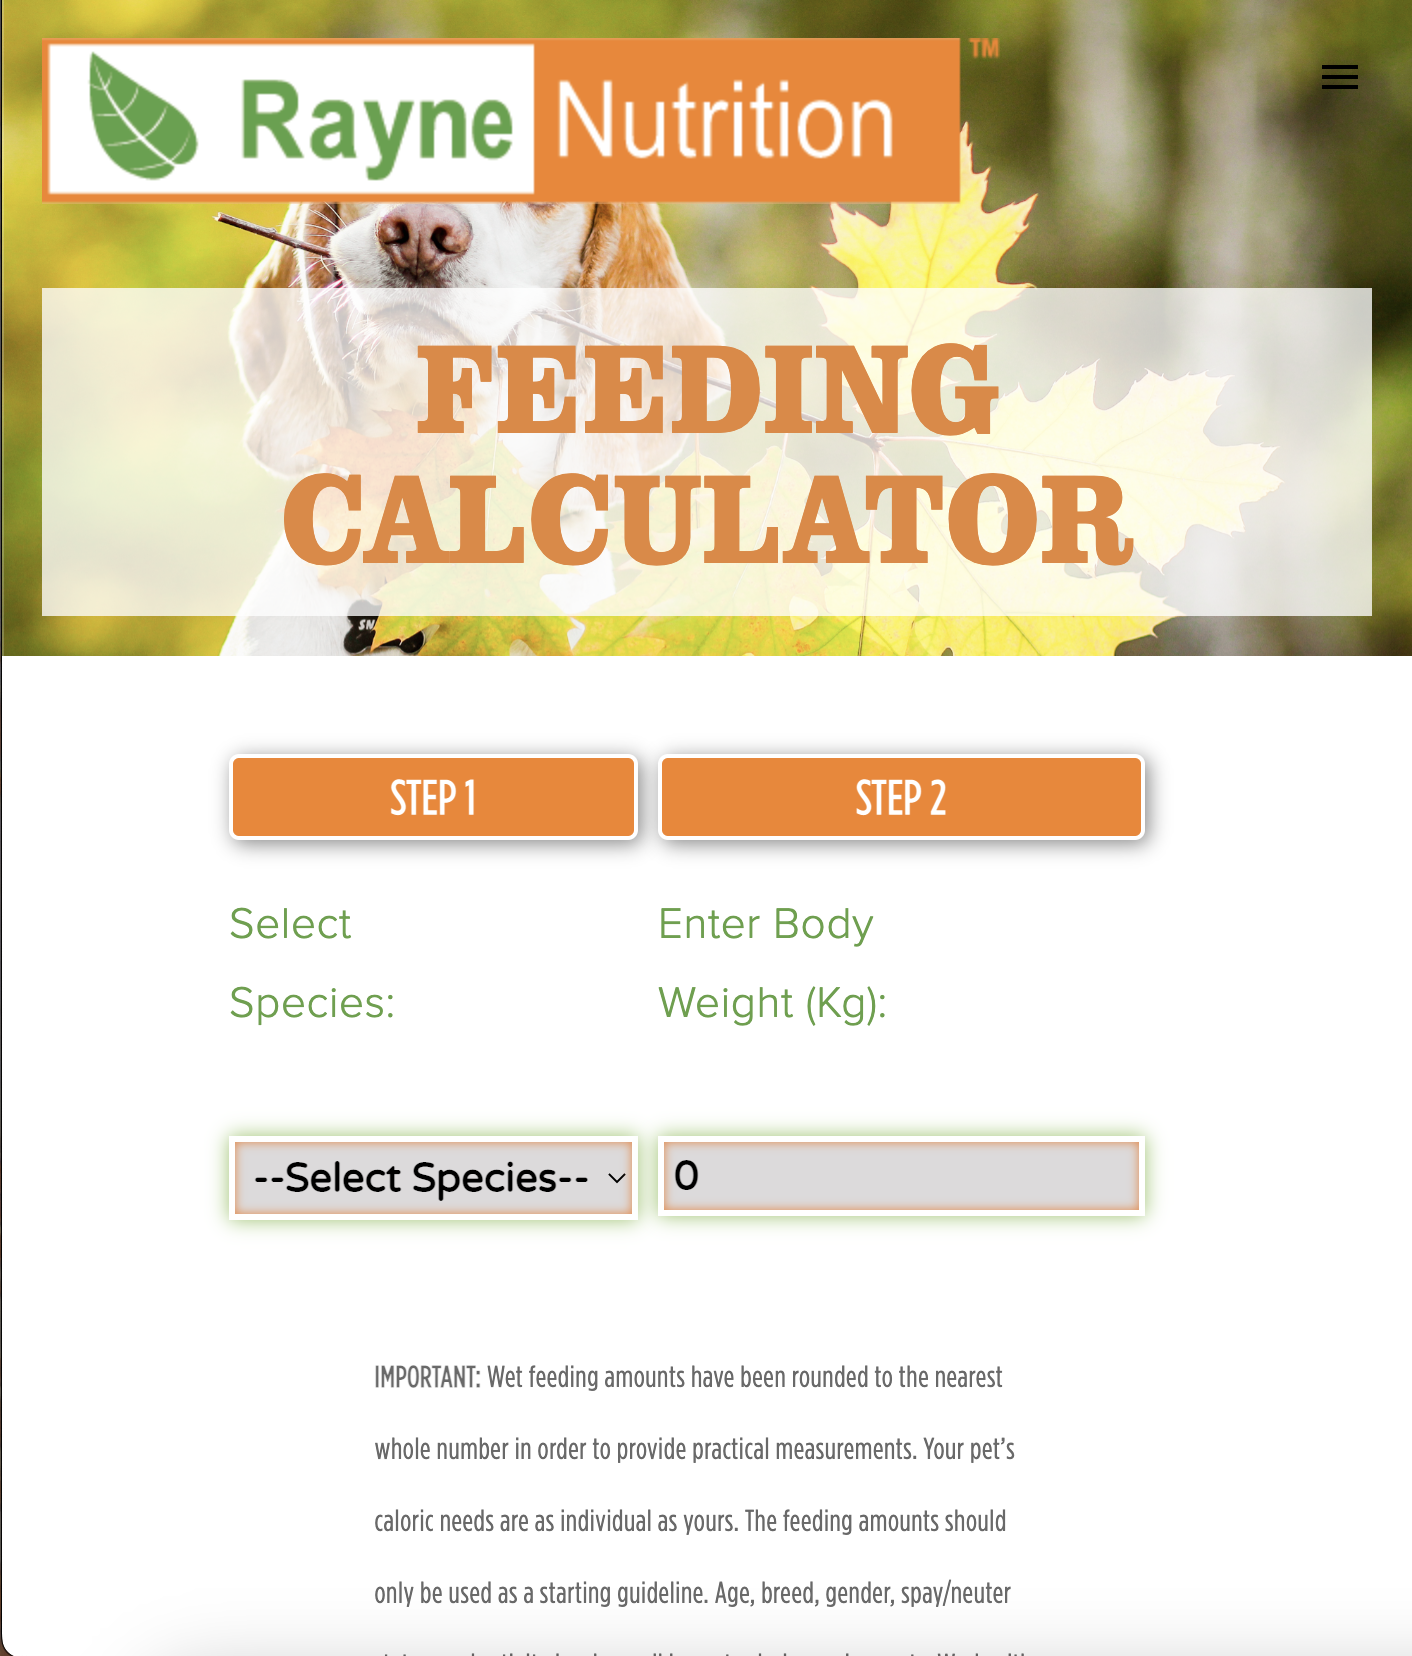 Rayne Nutrition ™
FEEDING
CALCULATOR
SN
STEP 1
STEP 2
Select
Species:
Enter Body
Weight (Kg):
--Select Species--
0
IMPORTANT: Wet feeding amounts have been rounded to the nearest
whole number in order to provide practical measurements. Your pet’s
caloric needs are as individual as yours. The feeding amounts should
only be used as a starting guideline. Age, breed, gender, spay/neuter